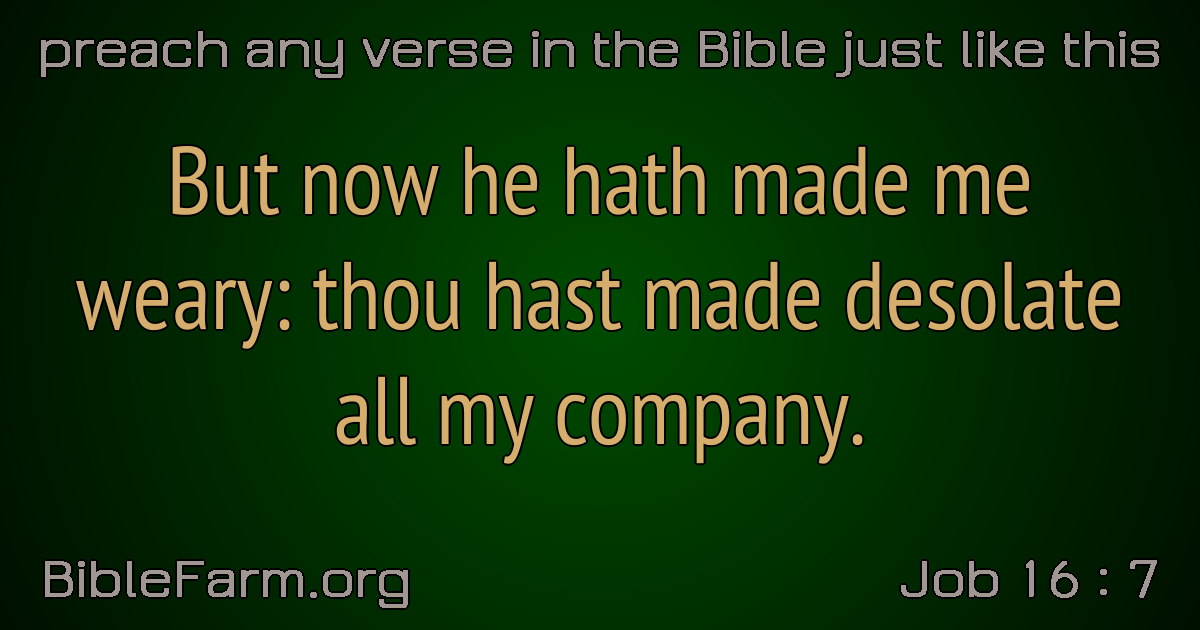 preach any verse in the Bible just like this
But now he hath made me
weary: thou hast made desolate
all my company.
BibleFarm.org
Job 16 : 7